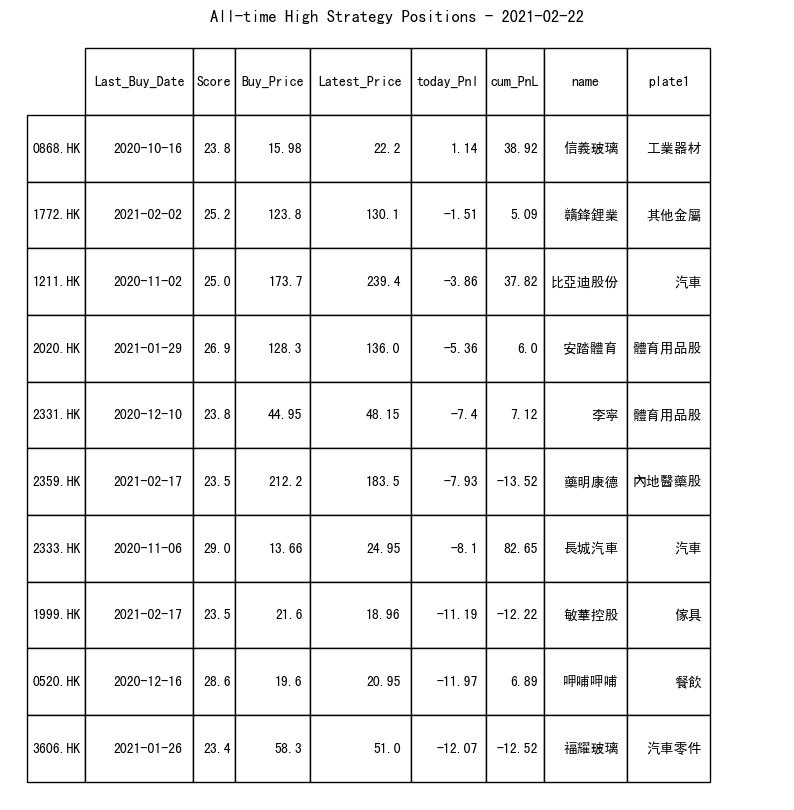 All-time High Strategy Positions - 2021-02-22
Last_Buy_Date Score Buy_Price Latest_Price today_Pnl cum_PnL name plate1
0868.HK 2020-10-16 23.8 15.98 22.2 1.14 38.92 信義玻璃 工業器材
1772.HK 2021-02-02 25.2 123.8 130.1 -1.51 5.09 贛鋒鋰業 其他金屬
1211.HK 2020-11-02 25.0 173.7 239.4 -3.86 37.82 比亞迪股份 汽車
2020.HK 2021-01-29 26.9 128.3 136.0 -5.36 6.0 安踏體育 體育用品股
2331.HK 2020-12-10 23.8 44.95 48.15 -7.4 7.12 李寧 體育用品股
2359.HK 2021-02-17 23.5 212.2 183.5 -7.93 -13.52 藥明康德 內地醫藥股
2333.HK 2020-11-06 29.0 13.66 24.95 -8.1 82.65 長城汽車 汽車
1999.HK 2021-02-17 23.5 21.6 18.96 -11.19 -12.22 敏華控股 傢具
0520.HK 2020-12-16 28.6 19.6 20.95 -11.97 6.89 呷哺呷哺 餐飲
3606.HK 2021-01-26 23.4 58.3 51.0 -12.07 -12.52 福耀玻璃 汽車零件